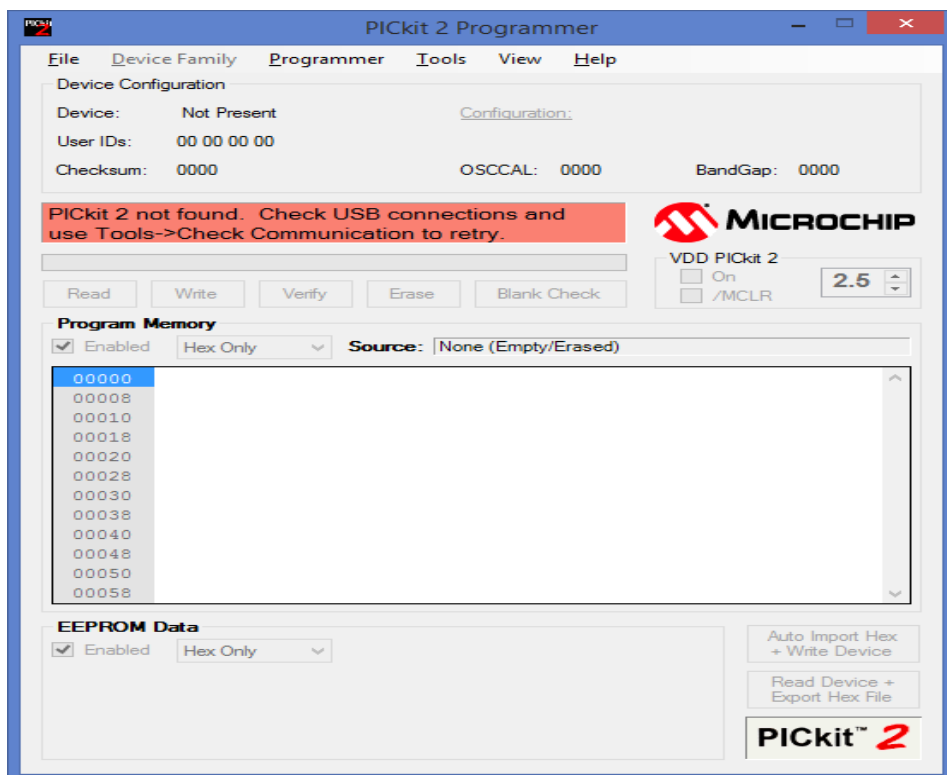 PICkit 2 Programmer
File Device Family Programmer Tools View Help
Device Configuration
Device: Not Present Configuration:
User IDs: 00 00 00 00
Checksum: 0000 OSCCAL: 0000 BandGap: 0000
PICkit 2 not found. Check USB connections and
use Tools->Check Communication to retry.
MICROCHIP
VDD PICkit 2
On
/MCLR
2.5
Read Write Verify Erase Blank Check
Program Memory
Enabled Hex Only Source: None (Empty/Erased)
00000
00008
00010
00018
00020
00028
00030
00038
00040
00048
00050
00058
EEPROM Data
Enabled Hex Only
Auto Import Hex
+ Write Device
Read Device +
Export Hex File
PICkit™ 2